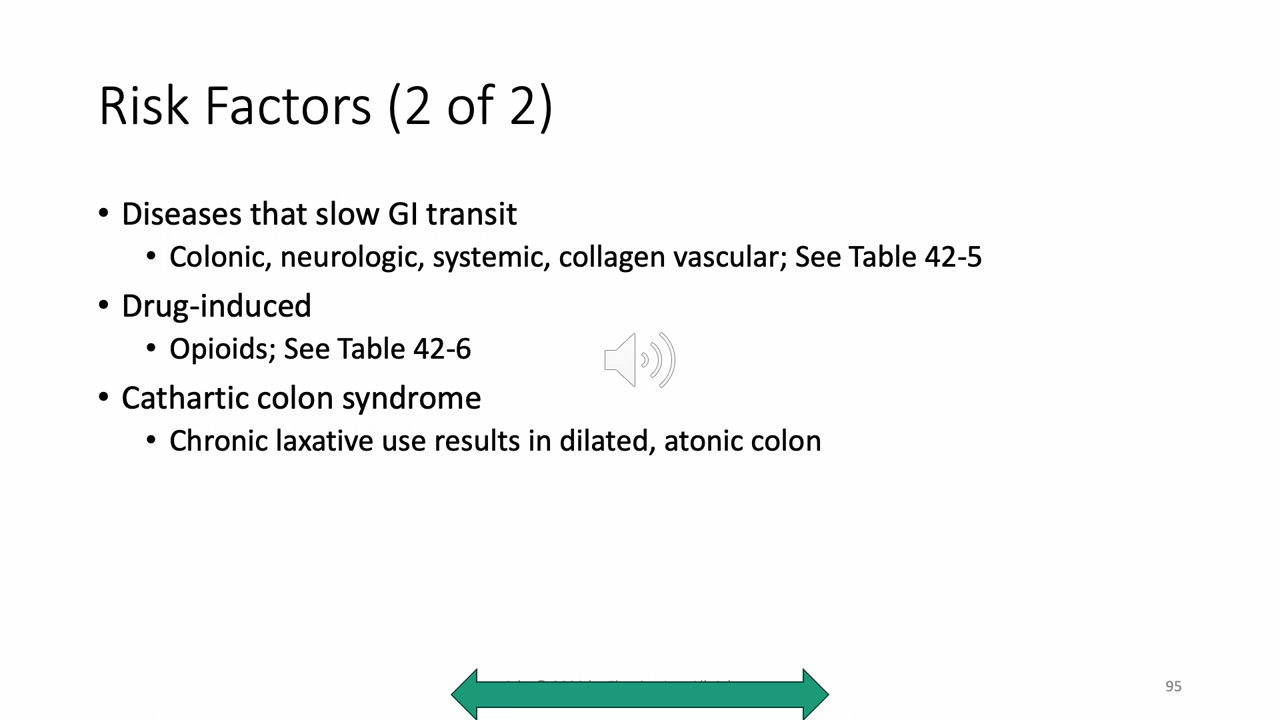 Risk Factors (2 of 2)
• Diseases that slow GI transit
• Colonic, neurologic, systemic, collagen vascular; See Table 42-5
• Drug-induced
• Opioids; See Table 42-6
• Cathartic colon syndrome
• Chronic laxative use results in dilated, atonic colon
95